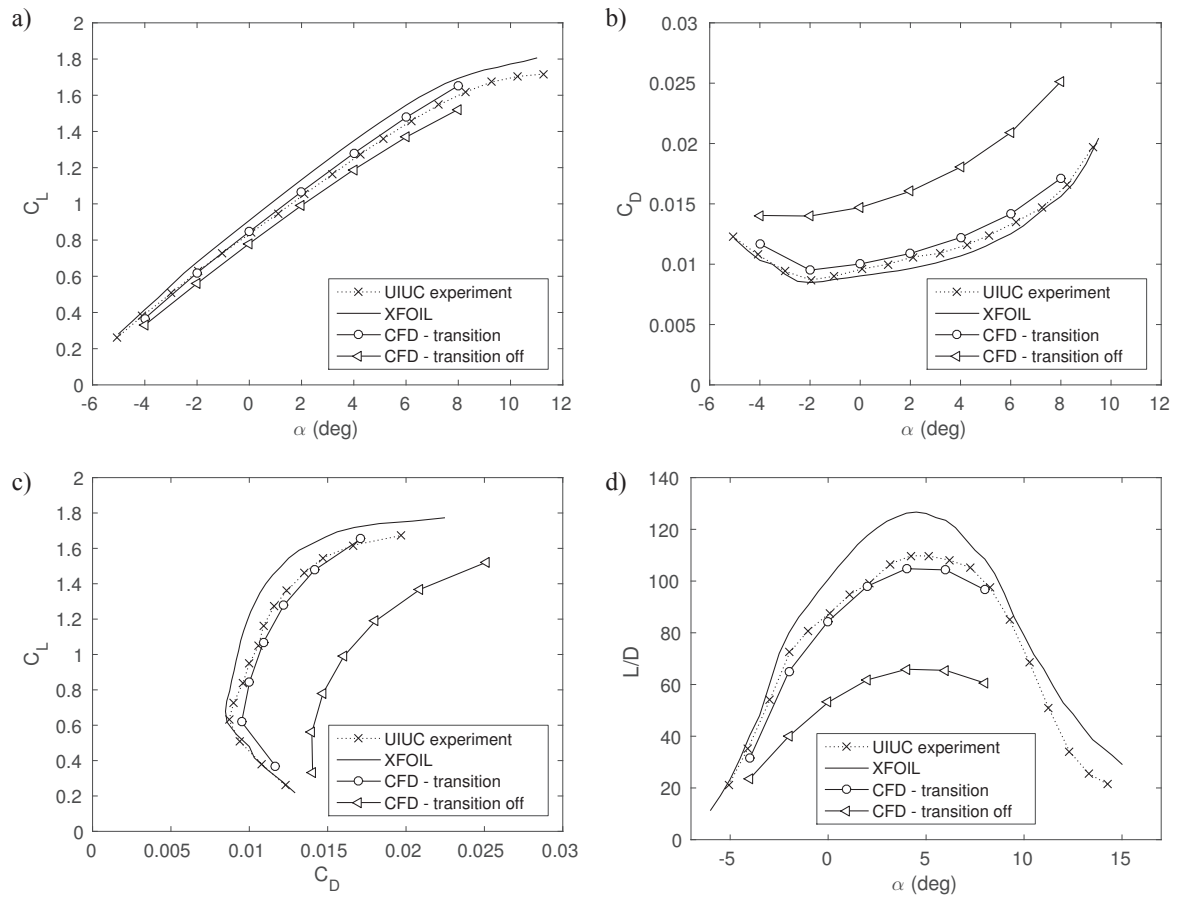 a)
2
1.8
1.6
1.4
1.2
1
0.8
0.6
0.4
0.2
0
C_L
-6 -4 -2 0 2 4 6 8 10 12
α (deg)
UIUC experiment
XFOIL
CFD - transition
CFD - transition off
b)
0.03
0.025
0.02
0.015
0.01
0.005
0
C_D
-6 -4 -2 0 2 4 6 8 10 12
α (deg)
UIUC experiment
XFOIL
CFD - transition
CFD - transition off
c)
2
1.8
1.6
1.4
1.2
1
0.8
0.6
0.4
0.2
0
C_L
0 0.005 0.01 0.015 0.02 0.025 0.03
C_D
UIUC experiment
XFOIL
CFD - transition
CFD - transition off
d)
140
120
100
80
60
40
20
0
L/D
-5 0 5 10 15
α (deg)
UIUC experiment
XFOIL
CFD - transition
CFD - transition off